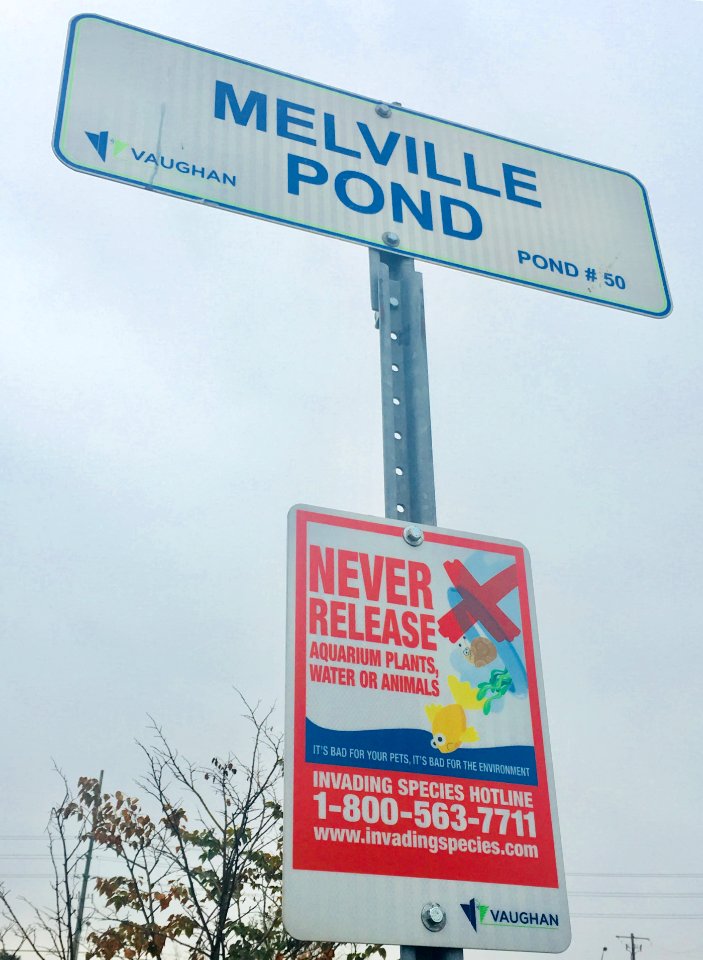 MELVILLE
POND
VAUGHAN
POND # 50
NEVER
RELEASE
AQUARIUM PLANTS,
WATER OR ANIMALS
IT'S BAD FOR YOUR PETS, IT'S BAD FOR THE ENVIRONMENT
INVADING SPECIES HOTLINE
1-800-563-7711
www.invadingspecies.com
VAUGHAN